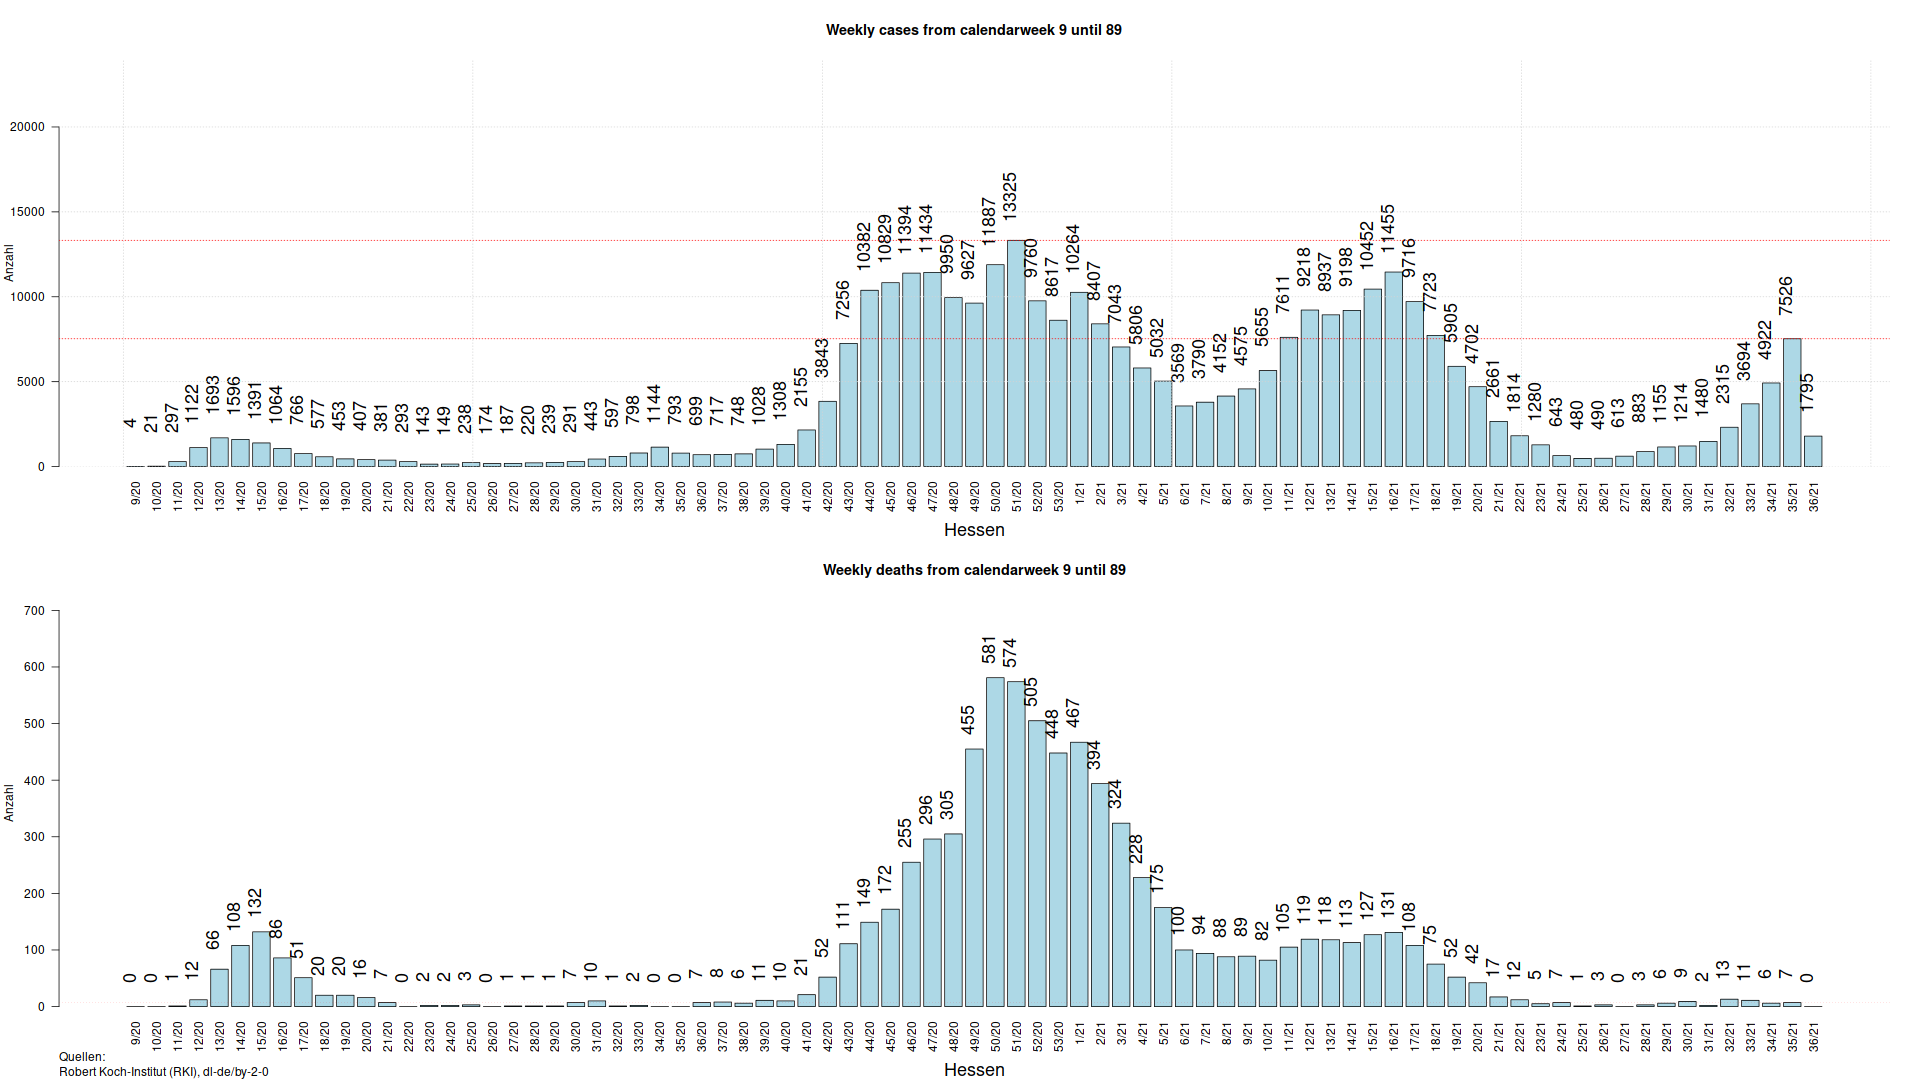 Weekly cases from calendarweek 9 until 89
Anzahl
20000
15000
10000
5000
0
4 21 297 1122 1693 1596 1391 1064 766 577 453 407 381 293 143 149 238 174 187 220 239 291 443 597 798 1144 793 699 717 748 1028 1308 2155 3843 7256 10382 10829 11394 11434 9950 9627 11887 13325 9760 8617 10264 8407 7043 5806 5032 3569 3790 4152 4575 5655 7611 9218 8937 9198 10452 11455 9716 7723 5905 4702 2661 1814 1280 643 480 490 613 883 1155 1214 1480 2315 3694 4922 7526 1795
9/20 10/20 11/20 12/20 13/20 14/20 15/20 16/20 17/20 18/20 19/20 20/20 21/20 22/20 23/20 24/20 25/20 26/20 27/20 28/20 29/20 30/20 31/20 32/20 33/20 34/20 35/20 36/20 37/20 38/20 39/20 40/20 41/20 42/20 43/20 44/20 45/20 46/20 47/20 48/20 49/20 50/20 51/20 52/20 53/20 1/21 2/21 3/21 4/21 5/21 6/21 7/21 8/21 9/21 10/21 11/21 12/21 13/21 14/21 15/21 16/21 17/21 18/21 19/21 20/21 21/21 22/21 23/21 24/21 25/21 26/21 27/21 28/21 29/21 30/21 31/21 32/21 33/21 34/21 35/21 36/21
Hessen
Weekly deaths from calendarweek 9 until 89
Anzahl
700
600
500
400
300
200
100
0
0 0 1 12 66 108 132 86 51 20 20 16 7 0 2 2 3 0 1 1 1 7 10 1 2 0 0 7 8 6 11 10 21 52 111 149 172 255 296 305 455 581 574 505 448 467 394 324 228 175 100 94 88 89 82 105 119 118 113 127 131 108 75 52 42 17 12 5 7 1 3 0 3 6 9 2 13 11 6 7 0
9/20 10/20 11/20 12/20 13/20 14/20 15/20 16/20 17/20 18/20 19/20 20/20 21/20 22/20 23/20 24/20 25/20 26/20 27/20 28/20 29/20 30/20 31/20 32/20 33/20 34/20 35/20 36/20 37/20 38/20 39/20 40/20 41/20 42/20 43/20 44/20 45/20 46/20 47/20 48/20 49/20 50/20 51/20 52/20 53/20 1/21 2/21 3/21 4/21 5/21 6/21 7/21 8/21 9/21 10/21 11/21 12/21 13/21 14/21 15/21 16/21 17/21 18/21 19/21 20/21 21/21 22/21 23/21 24/21 25/21 26/21 27/21 28/21 29/21 30/21 31/21 32/21 33/21 34/21 35/21 36/21
Hessen
Quellen:
Robert Koch-Institut (RKI), dl-de/by-2-0